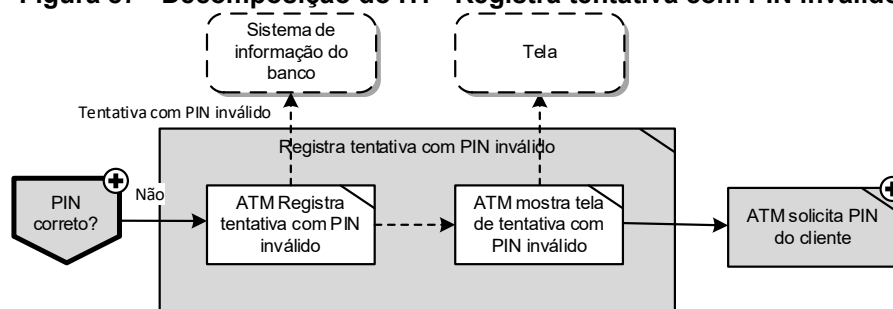 Sistema de
informação do
banco
Tela
Tentativa com PIN inválido
Registra tentativa com PIN inválido
PIN
correto?
Não
ATM Registra
tentativa com PIN
inválido
ATM mostra tela
de tentativa com
PIN inválido
ATM solicita PIN
do cliente